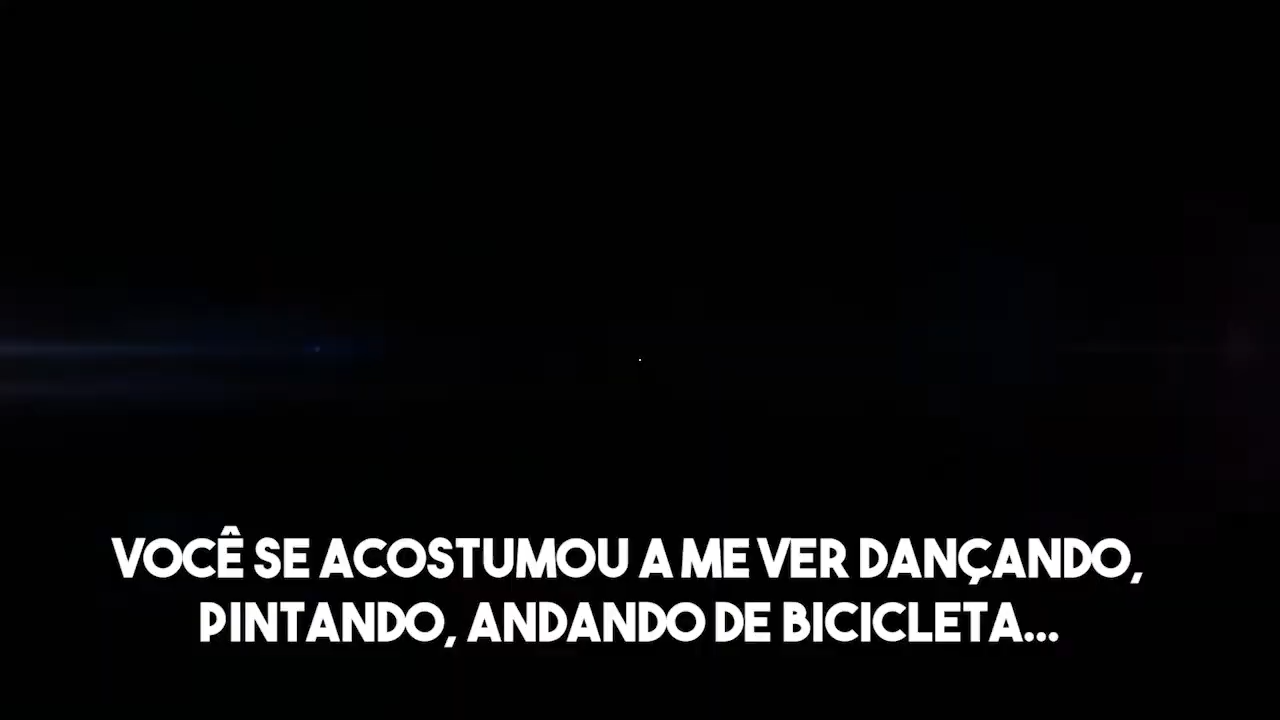 VOCÊ SE ACOSTUMOU A ME VER DANÇANDO,
PINTANDO, ANDANDO DE BICICLETA...